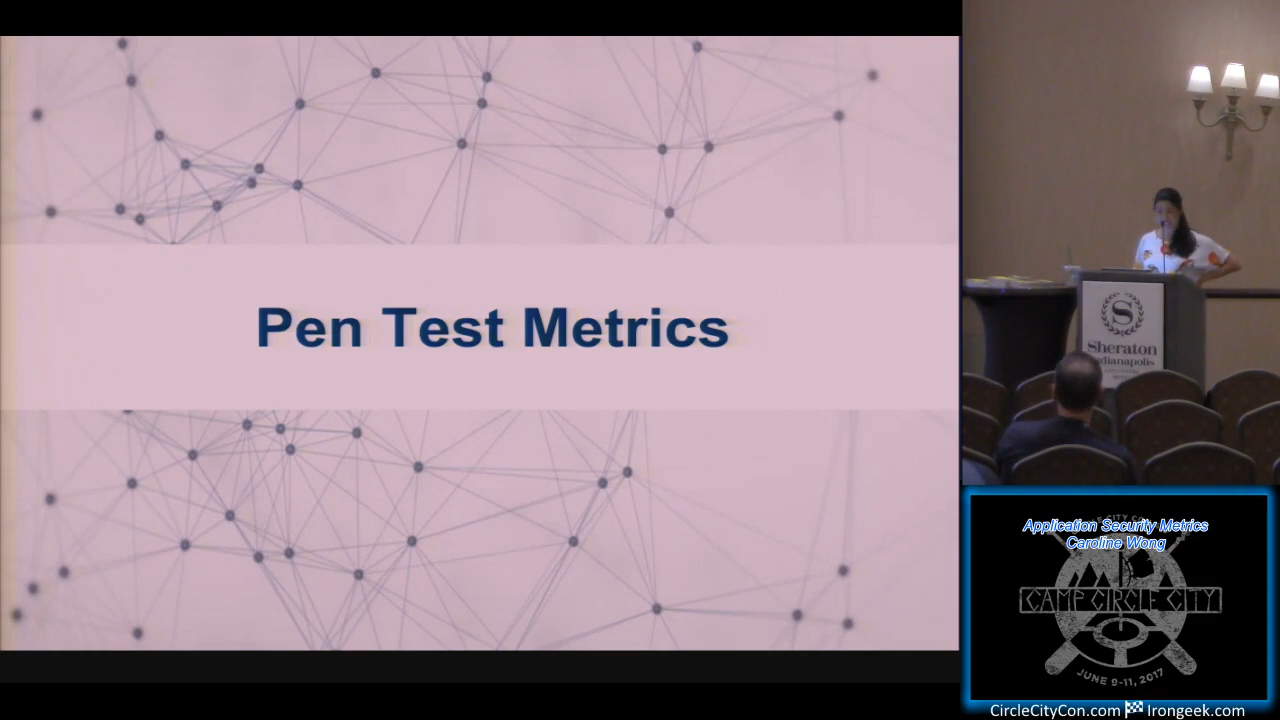 Pen Test Metrics
S
Sheraton
Application Security Metrics
Caroline Wong
CAMP CIRCLE CITY
JUNE 9-11, 2017
CircleCityCon.com Irongeek.com